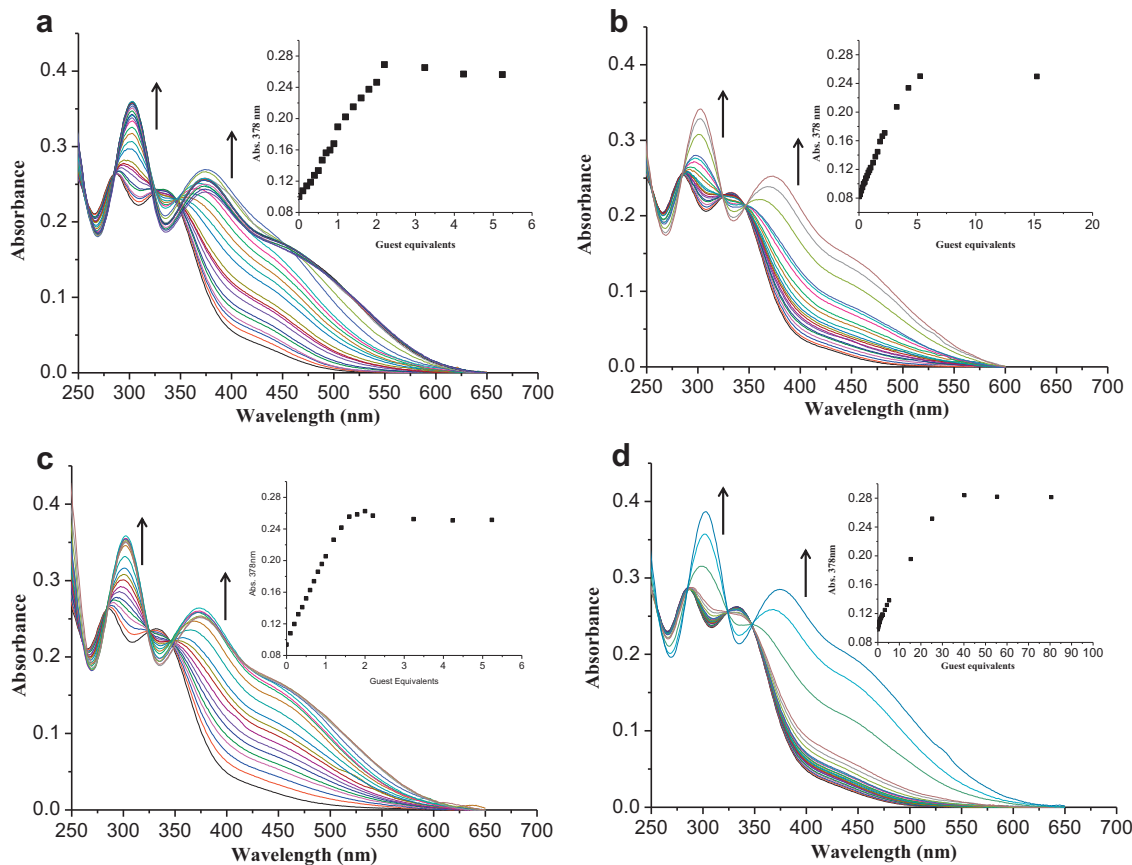 a
0.4
0.3
0.2
0.1
0.0
Absorbance
250 300 350 400 450 500 550 600 650 700
Wavelength (nm)
0.28
0.24
0.20
0.16
0.12
0.08
Abs. 378 nm
0 1 2 3 4 5 6
Guest equivalents
b
0.4
0.3
0.2
0.1
0.0
Absorbance
250 300 350 400 450 500 550 600 650 700
Wavelength (nm)
0.28
0.24
0.20
0.16
0.12
0.08
Abs. 378 nm
0 5 10 15 20
Guest equivalents
c
0.4
0.3
0.2
0.1
0.0
Absorbance
250 300 350 400 450 500 550 600 650 700
Wavelength (nm)
0.28
0.24
0.20
0.16
0.12
0.08
Abs. 378nm
0 1 2 3 4 5 6
Guest Equivalents
d
0.4
0.3
0.2
0.1
0.0
Absorbance
250 300 350 400 450 500 550 600 650 700
Wavelength (nm)
0.28
0.24
0.20
0.16
0.12
0.08
Abs. 378nm
0 10 20 30 40 50 60 70 80 90 100
Guest equivalents